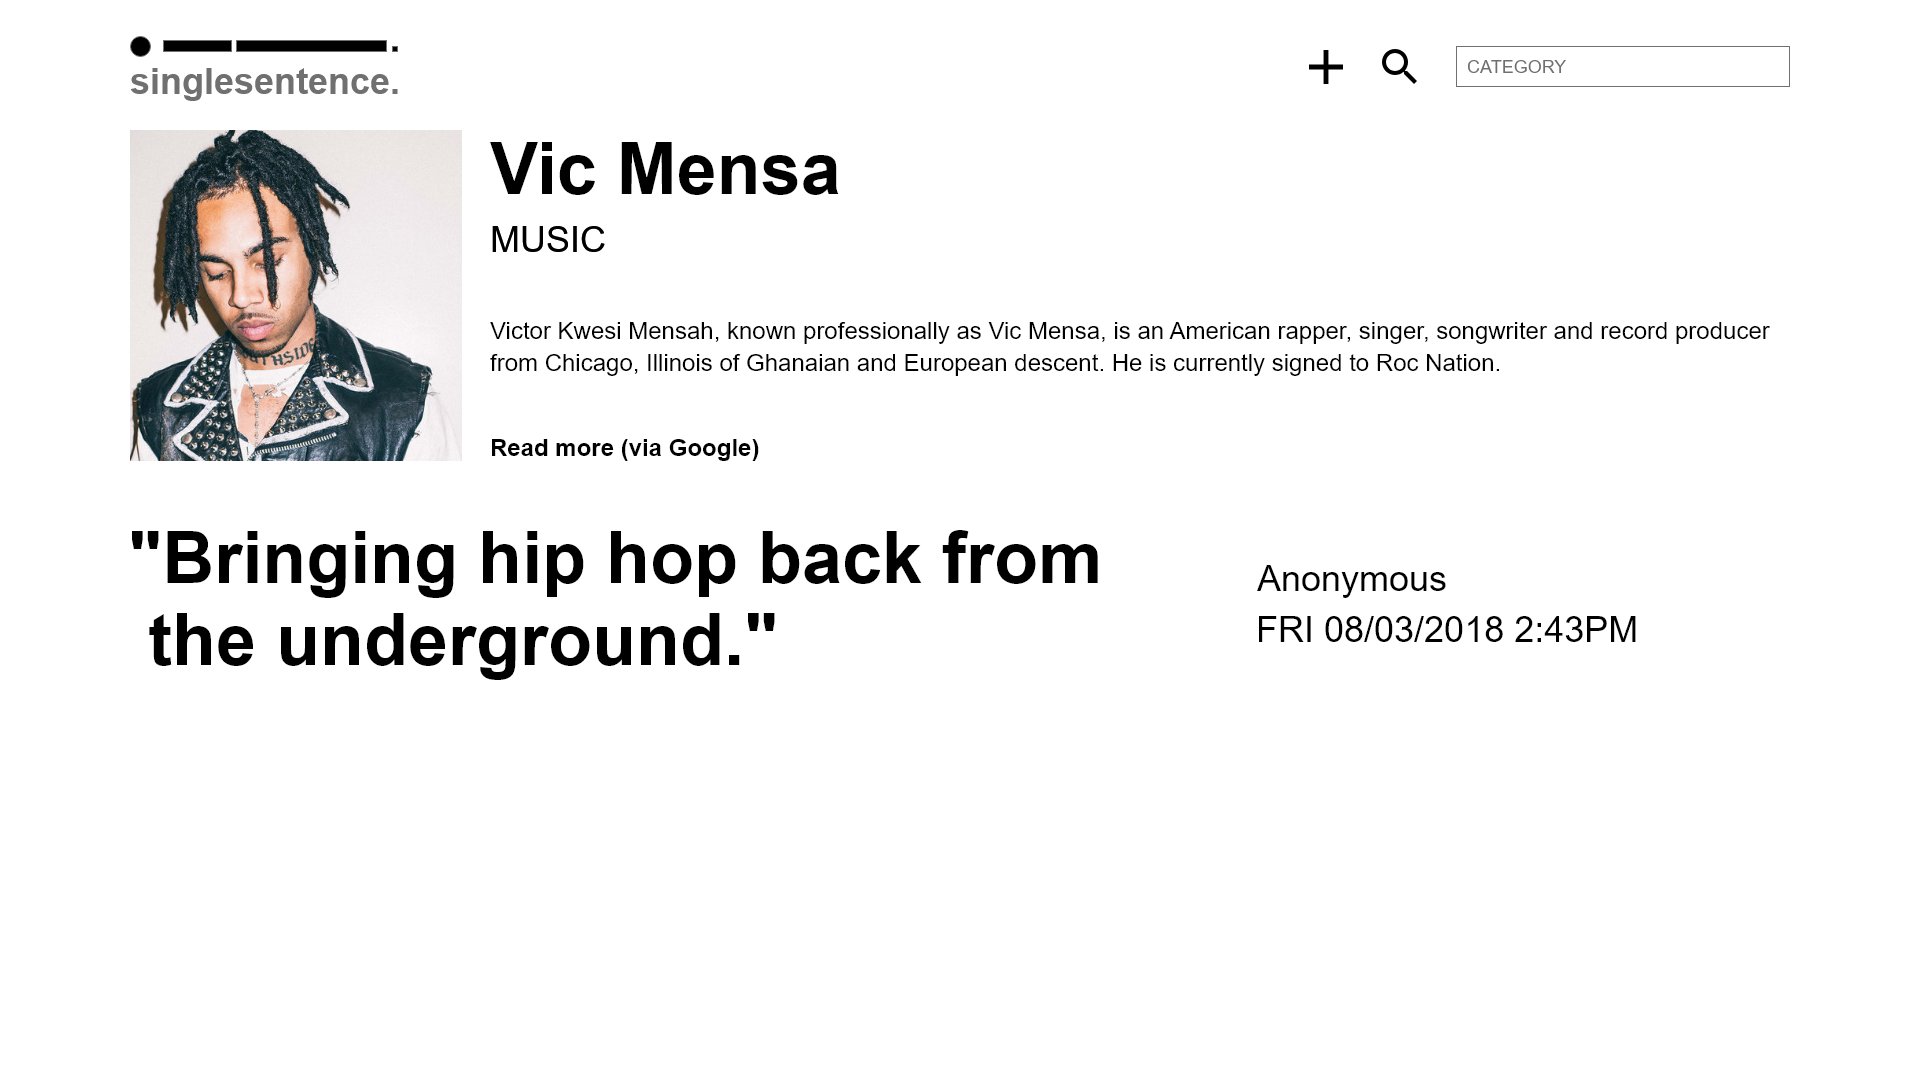 singlesentence.
CATEGORY
Vic Mensa
MUSIC
Victor Kwesi Mensah, known professionally as Vic Mensa, is an American rapper, singer, songwriter and record producer
from Chicago, Illinois of Ghanaian and European descent. He is currently signed to Roc Nation.
Read more (via Google)
"Bringing hip hop back from
the underground."
Anonymous
FRI 08/03/2018 2:43PM